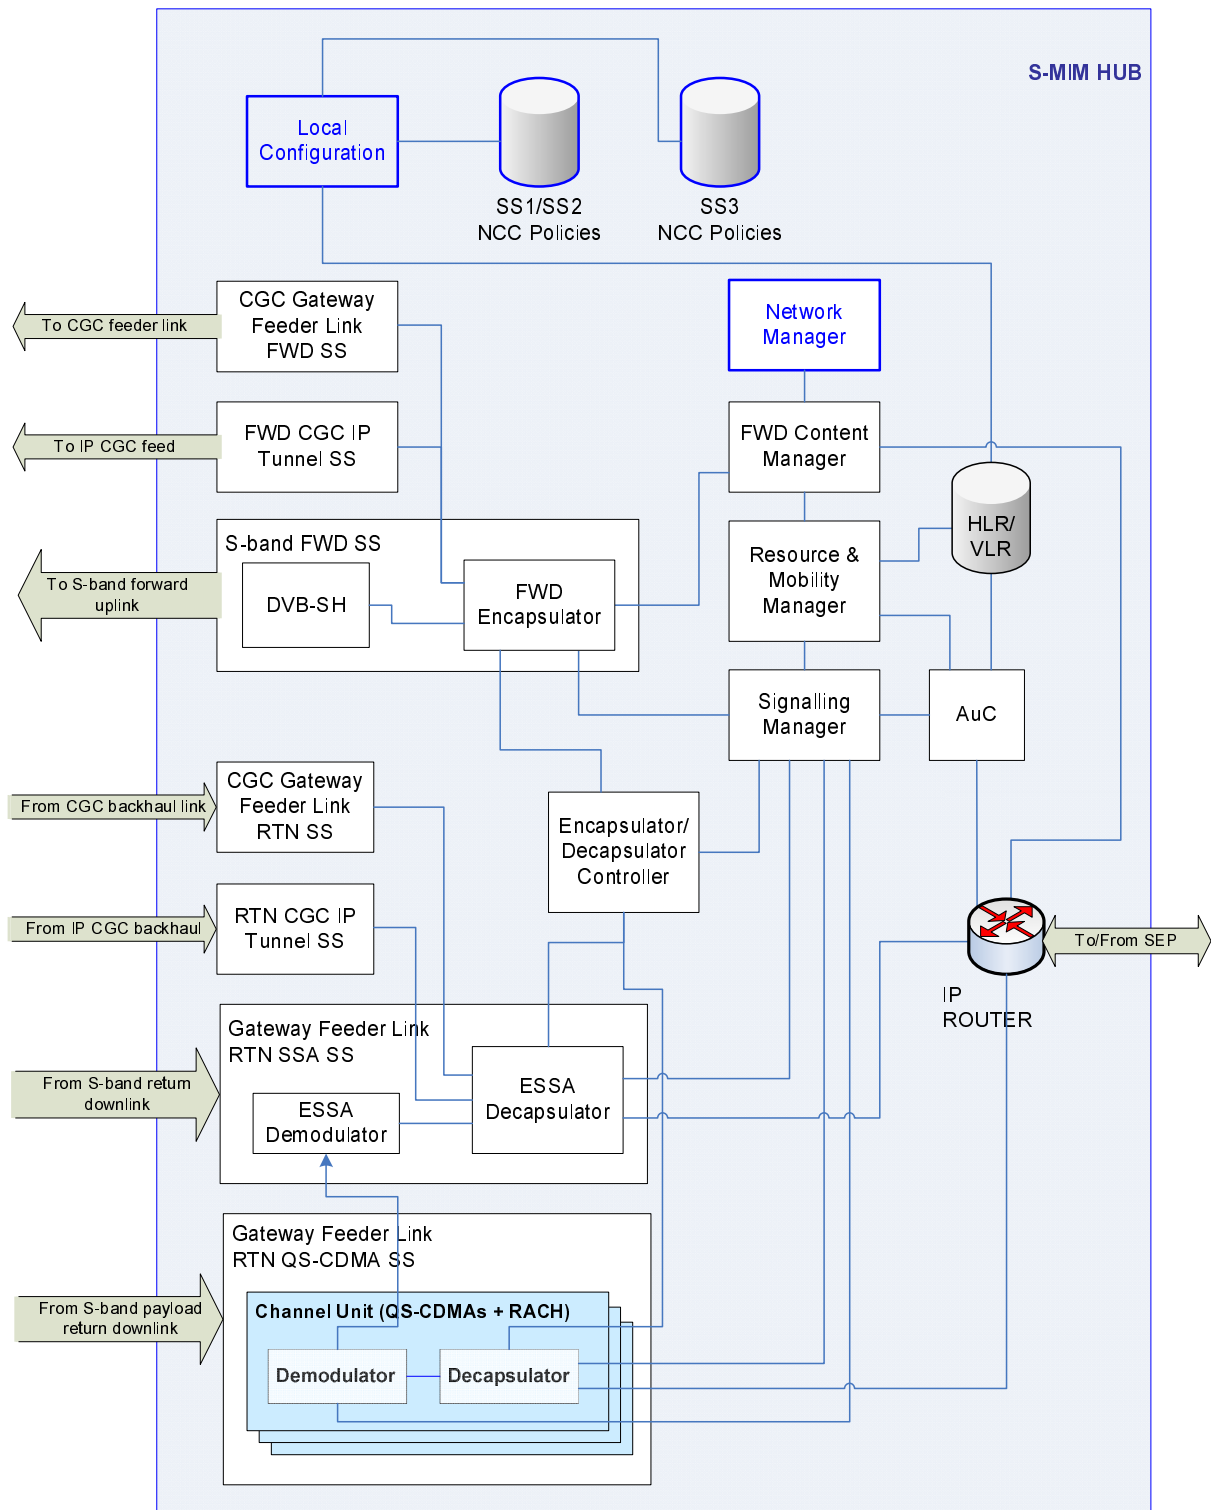 S-MIM HUB
Local
Configuration
SS1/SS2
NCC Policies
SS3
NCC Policies
CGC Gateway
Feeder Link
FWD SS
To CGC feeder link
Network
Manager
FWD CGC IP
Tunnel SS
To IP CGC feed
FWD Content
Manager
HLR/
VLR
S-band FWD SS
DVB-SH
FWD
Encapsulator
To S-band forward
uplink
Resource &
Mobility
Manager
Signalling
Manager
AuC
CGC Gateway
Feeder Link
RTN SS
From CGC backhaul link
Encapsulator/
Decapsulator
Controller
RTN CGC IP
Tunnel SS
From IP CGC backhaul
To/From SEP
IP
ROUTER
Gateway Feeder Link
RTN SSA SS
ESSA
Decapsulator
ESSA
Demodulator
From S-band return
downlink
Gateway Feeder Link
RTN QS-CDMA SS
Channel Unit (QS-CDMAs + RACH)
Demodulator
Decapsulator
From S-band payload
return downlink